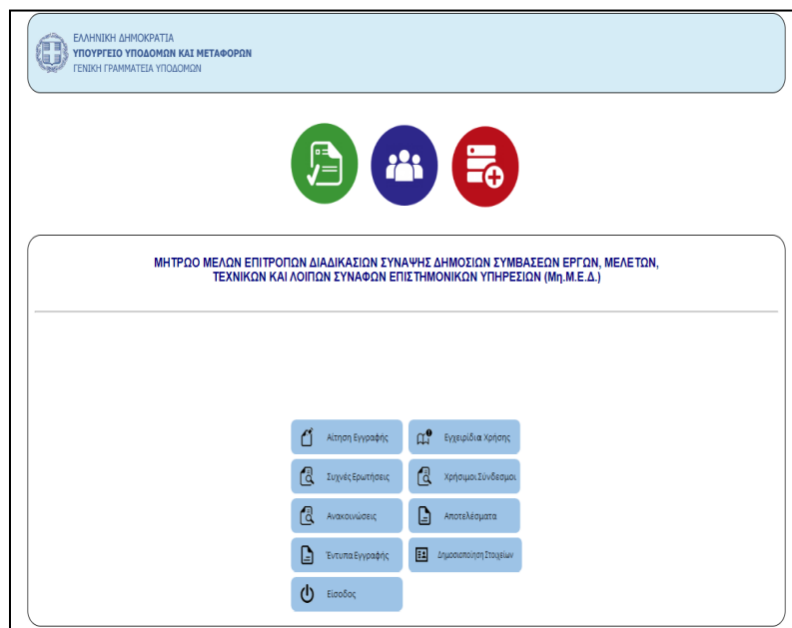 ΕΛΛΗΝΙΚΗ ΔΗΜΟΚΡΑΤΙΑ
ΥΠΟΥΡΓΕΙΟ ΥΠΟΔΟΜΩΝ ΚΑΙ ΜΕΤΑΦΟΡΩΝ
ΓΕΝΙΚΗ ΓΡΑΜΜΑΤΕΙΑ ΥΠΟΔΟΜΩΝ
ΜΗΤΡΩΟ ΜΕΛΩΝ ΕΠΙΤΡΟΠΩΝ ΔΙΑΔΙΚΑΣΙΩΝ ΣΥΝΑΨΗΣ ΔΗΜΟΣΙΩΝ ΣΥΜΒΑΣΕΩΝ ΕΡΓΩΝ, ΜΕΛΕΤΩΝ,
ΤΕΧΝΙΚΩΝ ΚΑΙ ΛΟΙΠΩΝ ΣΥΝΑΦΩΝ ΕΠΙΣΤΗΜΟΝΙΚΩΝ ΥΠΗΡΕΣΙΩΝ (Μη.Μ.Ε.Δ.)
Αίτηση Εγγραφής Εγχειρίδια Χρήσης
Συχνές Ερωτήσεις Χρήσιμοι Σύνδεσμοι
Ανακοινώσεις Αποτελέσματα
Έντυπα Εγγραφής Δημοσιοποίηση Στοιχείων
Είσοδος